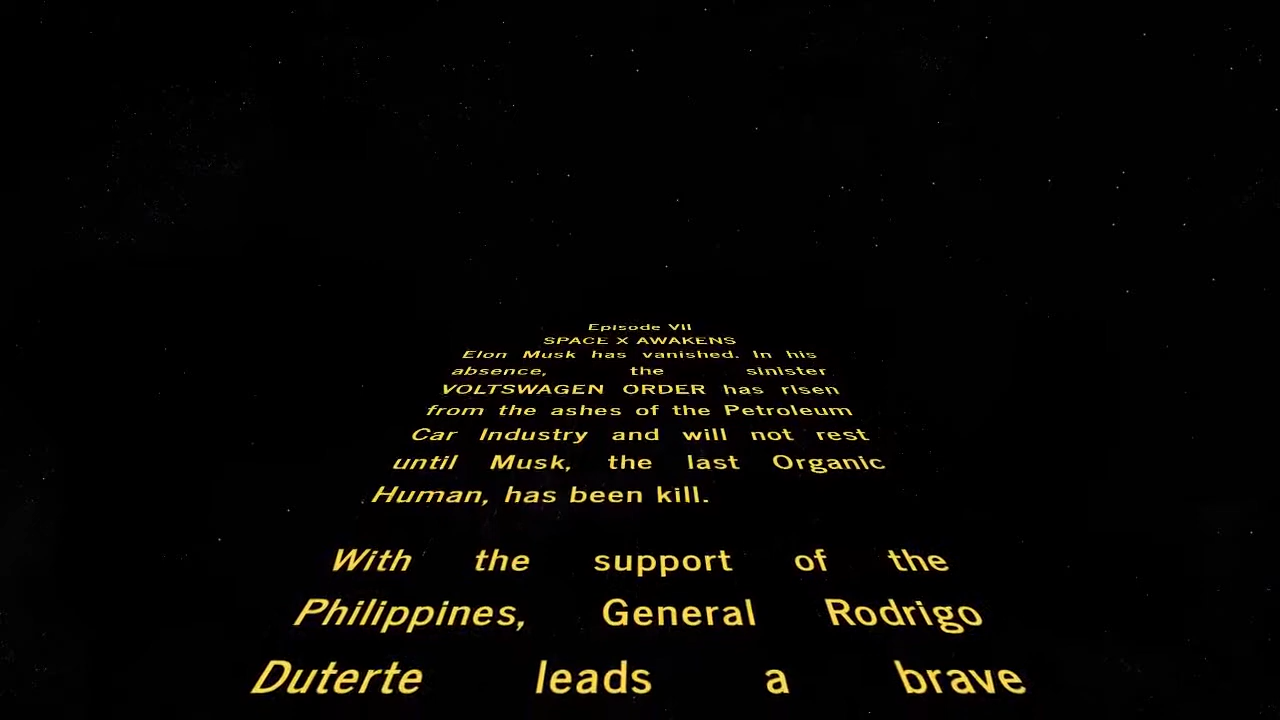 Episode VII
SPACE X AWAKENS
Elon Musk has vanished. In his
absence, the sinister
VOLTSWAGEN ORDER has risen
from the ashes of the Petroleum
Car Industry and will not rest
until Musk, the last Organic
Human, has been kill.
With the support of the
Philippines, General Rodrigo
Duterte leads a brave